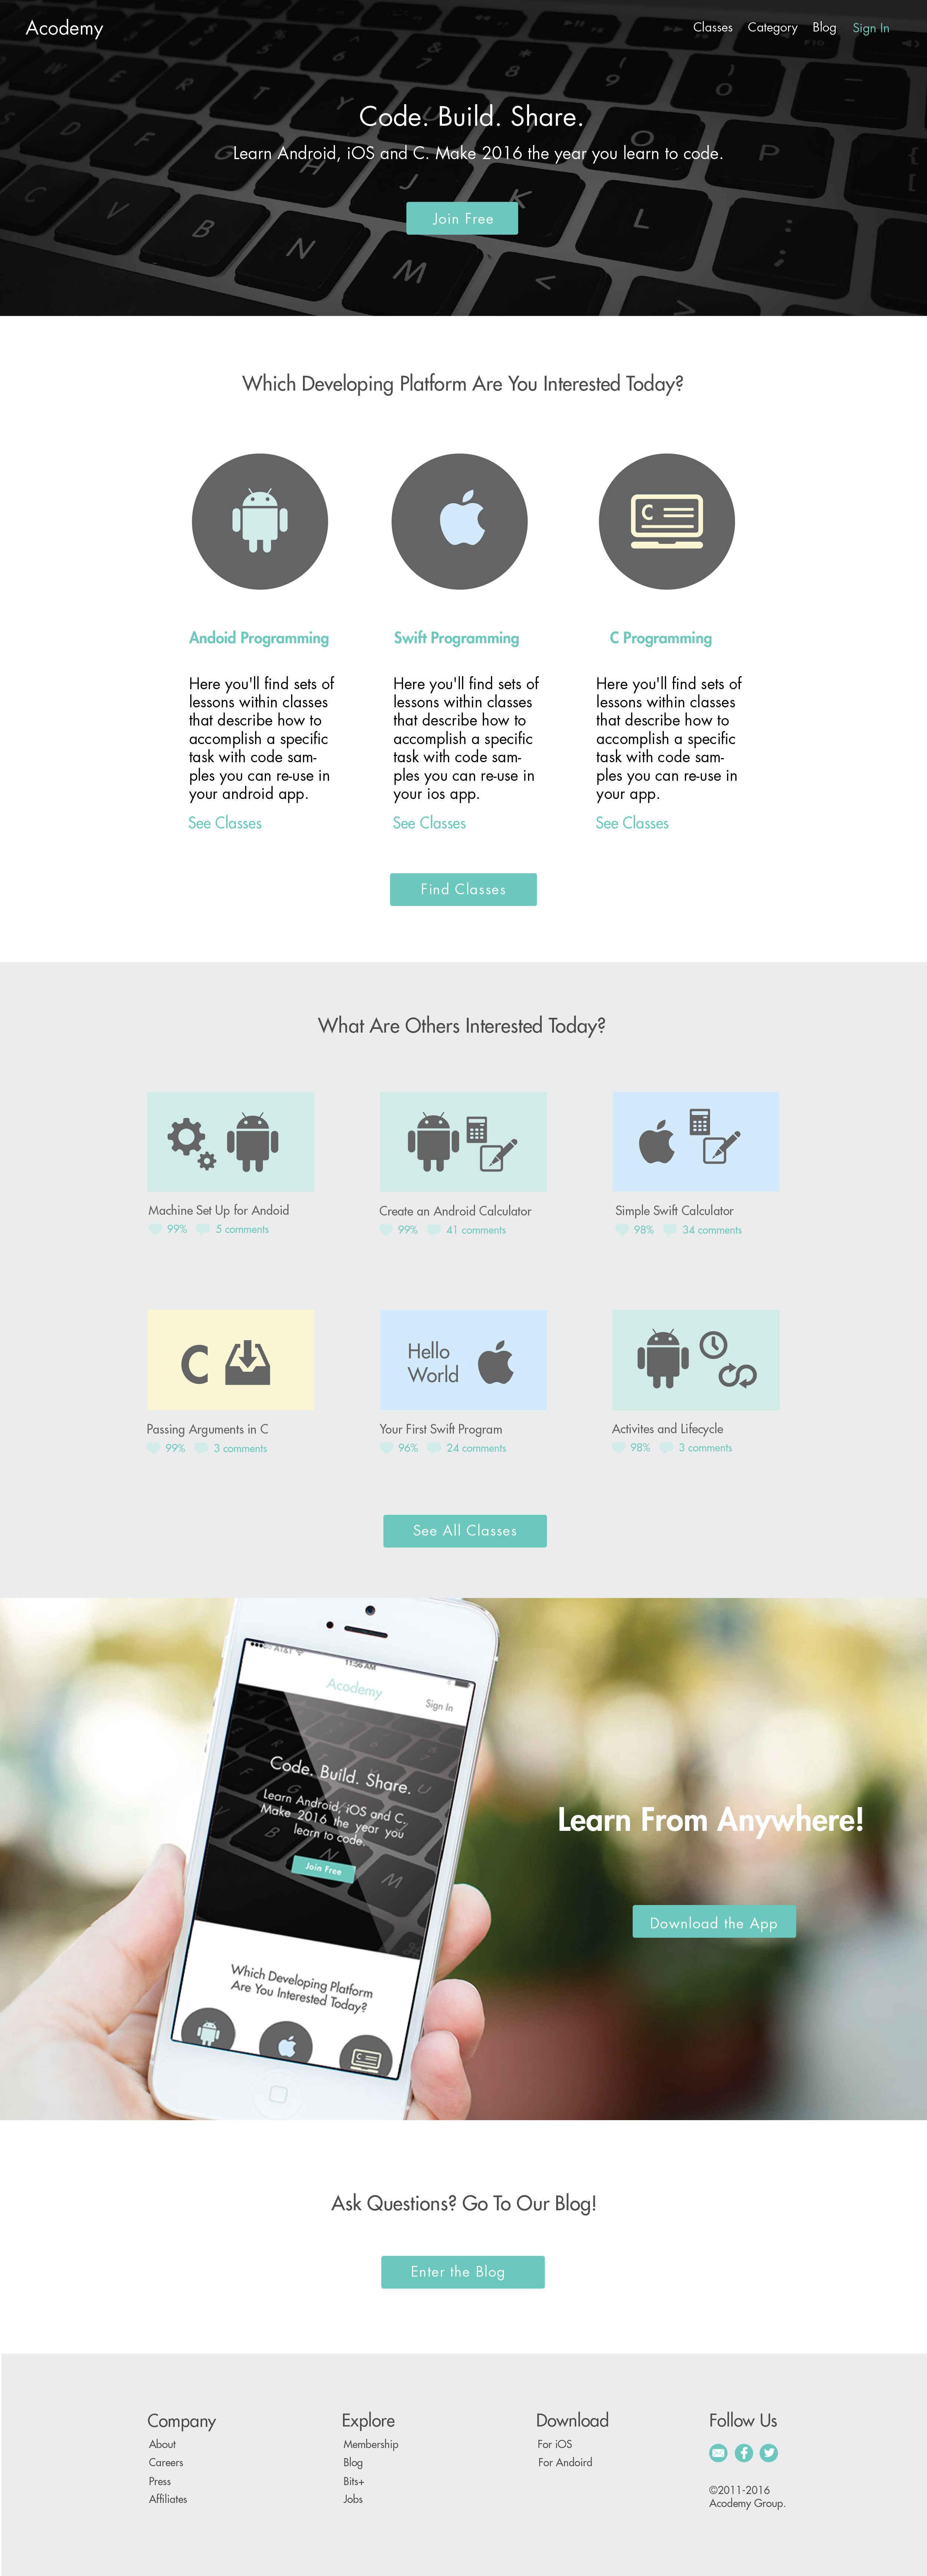 Acodemy
Classes Category Blog Sign In
Code. Build. Share.
Learn Android, iOS and C. Make 2016 the year you learn to code.
Join Free
Which Developing Platform Are You Interested Today?
C
Andoid Programming
Here you'll find sets of
lessons within classes
that describe how to
accomplish a specific
task with code sam-
ples you can re-use in
your android app.
See Classes
Swift Programming
Here you'll find sets of
lessons within classes
that describe how to
accomplish a specific
task with code sam-
ples you can re-use in
your ios app.
See Classes
C Programming
Here you'll find sets of
lessons within classes
that describe how to
accomplish a specific
task with code sam-
ples you can re-use in
your app.
See Classes
Find Classes
What Are Others Interested Today?
Machine Set Up for Andoid
99% 5 comments
Create an Android Calculator
99% 41 comments
Simple Swift Calculator
98% 34 comments
C
Passing Arguments in C
99% 3 comments
Hello
World
Your First Swift Program
96% 24 comments
Activites and Lifecycle
98% 3 comments
See All Classes
AT&T 11:56 AM
Acodemy
Sign In
Code. Build. Share.
Learn Android, iOS and C.
Make 2016 the year you
learn to code.
Join Free
Which Developing Platform
Are You Interested Today?
C
Learn From Anywhere!
Download the App
Ask Questions? Go To Our Blog!
Enter the Blog
Company
About
Careers
Press
Affiliates
Explore
Membership
Blog
Bits+
Jobs
Download
For iOS
For Andoird
Follow Us
©2011-2016
Acodemy Group.